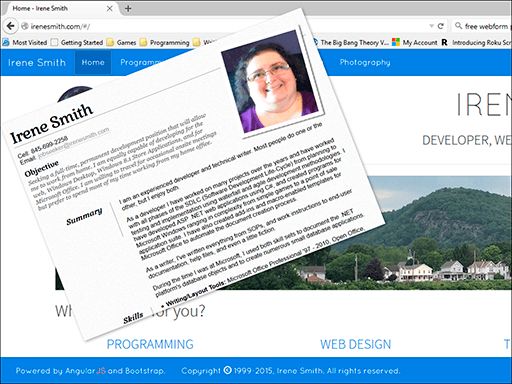 Home - Irene Smith
irenesmith.com/#/
free webform
Most Visited Getting Started Games Programming The Big Bang Theory V... My Account Introducing Roku Scr
Irene Smith Home Photography
DEVELOPER, WE
Irene Smith
Cell: 845-699-2258
Email: jobseeker@irenesmith.com
Objective
Seeking a full-time, permanent development position that will allow
me to work from home. I am equally capable of developing for the
web, Windows Desktop, Windows 8.1 Store Applications, and for
Microsoft Office. I am willing to travel for occasional onsite meetings
but prefer to spend most of my time working from my home office.
Summary
I am an experienced developer and technical writer. Most people do one or the
other, but I enjoy both.
As a developer I have worked on many projects over the years and have worked
with all phases of the SDLC (Software Development Life Cycle) from planning to
testing and implementation using waterfall and agile development methodologies. I
have developed ASP .NET web applications using C#, and created programs for
Microsoft Windows ranging in complexity from simple games to a point of sale
application suite. I have also created add-ins and macro-enabled templates for
Microsoft Office to automate the document creation process.
As a writer, I've written everything from SOPs, and work instructions to end-user
documentation, help files, and even a little fiction.
During the time I was at Microsoft, I used both skill sets to document the .NET
platform's database objects and to create numerous small database applications.
Skills
• Writing/Layout Tools: Microsoft Office Professional '97 - 2010, Open Office,
for you?
PROGRAMMING WEB DESIGN
Powered by AngularJS and Bootstrap. Copyright © 1999-2015, Irene Smith, All rights reserved.